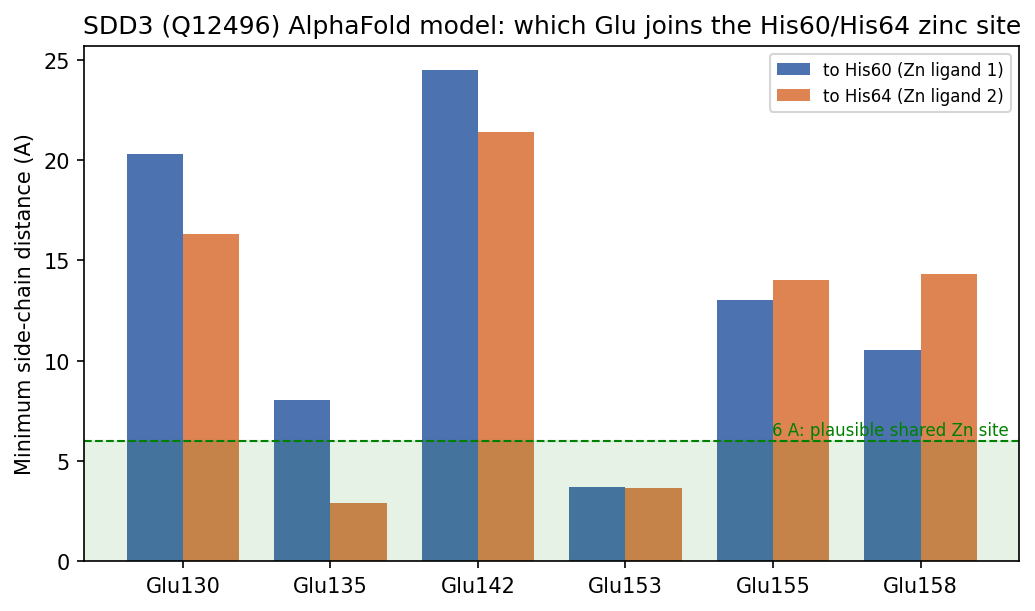 SDD3 (Q12496) AlphaFold model: which Glu joins the His60/His64 zinc site
to His60 (Zn ligand 1)
to His64 (Zn ligand 2)
Minimum side-chain distance (A)
25
20
15
10
5
0
6 A: plausible shared Zn site
Glu130 Glu135 Glu142 Glu153 Glu155 Glu158